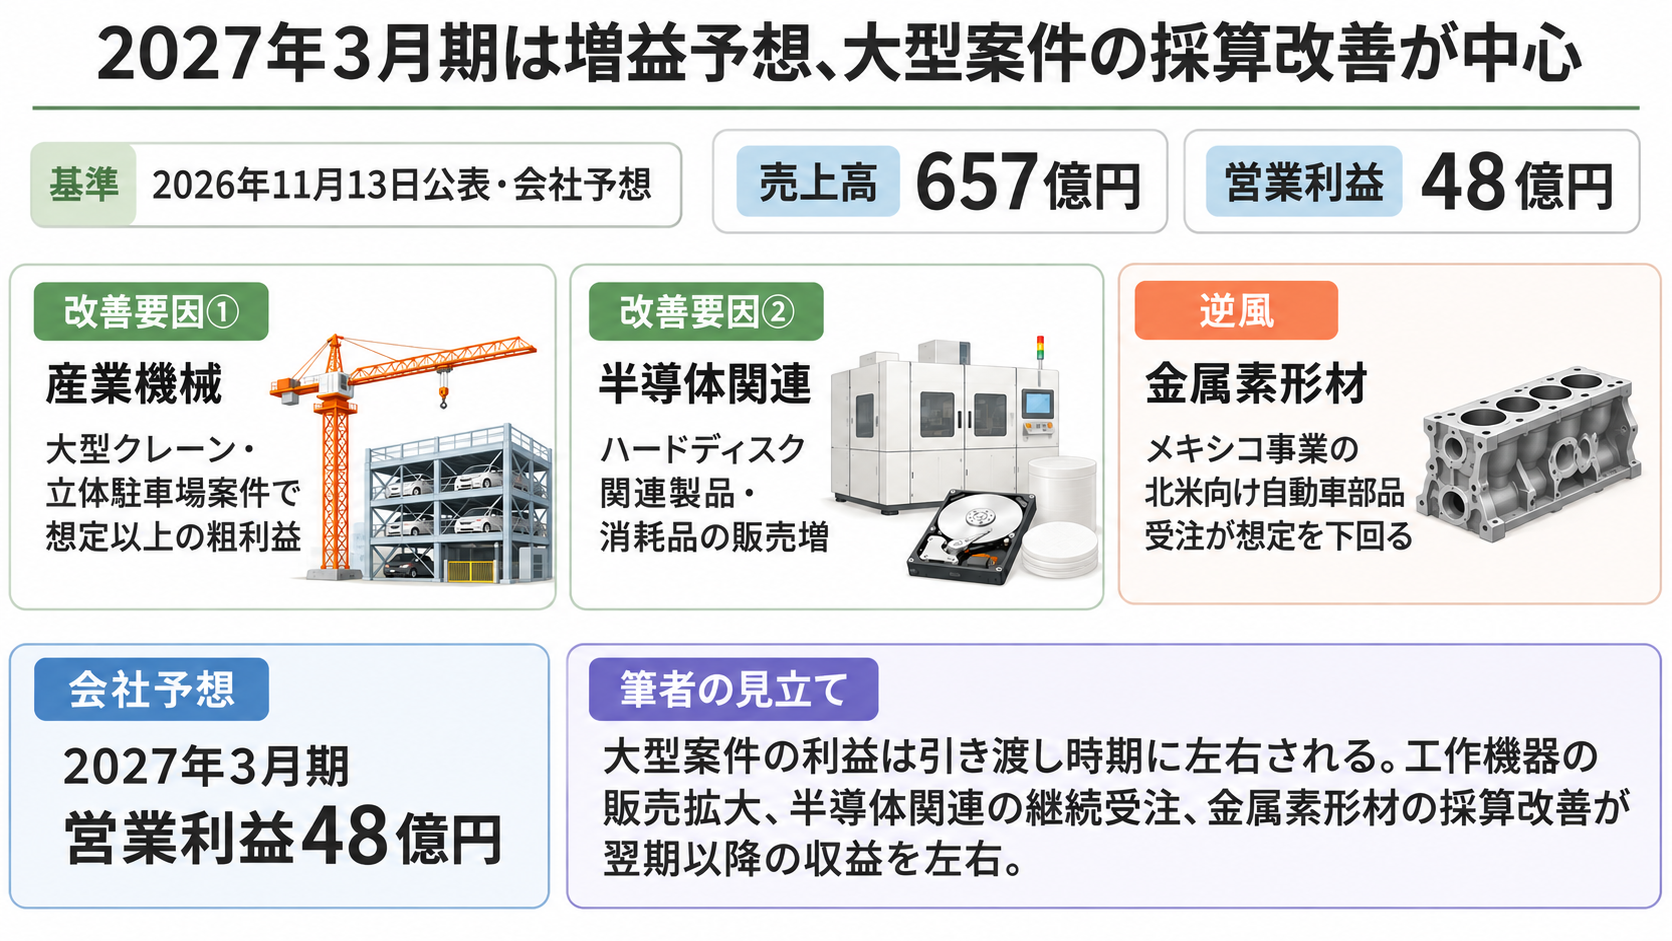 2027年3月期は増益予想、大型案件の採算改善が中心
基準 2026年11月13日公表・会社予想
売上高 657億円
営業利益 48億円
改善要因①
産業機械
大型クレーン・
立体駐車場案件で
想定以上の粗利益
改善要因②
半導体関連
ハードディスク
関連製品・
消耗品の販売増
逆風
金属素形材
メキシコ事業の
北米向け自動車部品
受注が想定を下回る
会社予想
2027年3月期
営業利益48億円
筆者の見立て
大型案件の利益は引き渡し時期に左右される。工作機器の
販売拡大、半導体関連の継続受注、金属素形材の採算改善が
翌期以降の収益を左右。